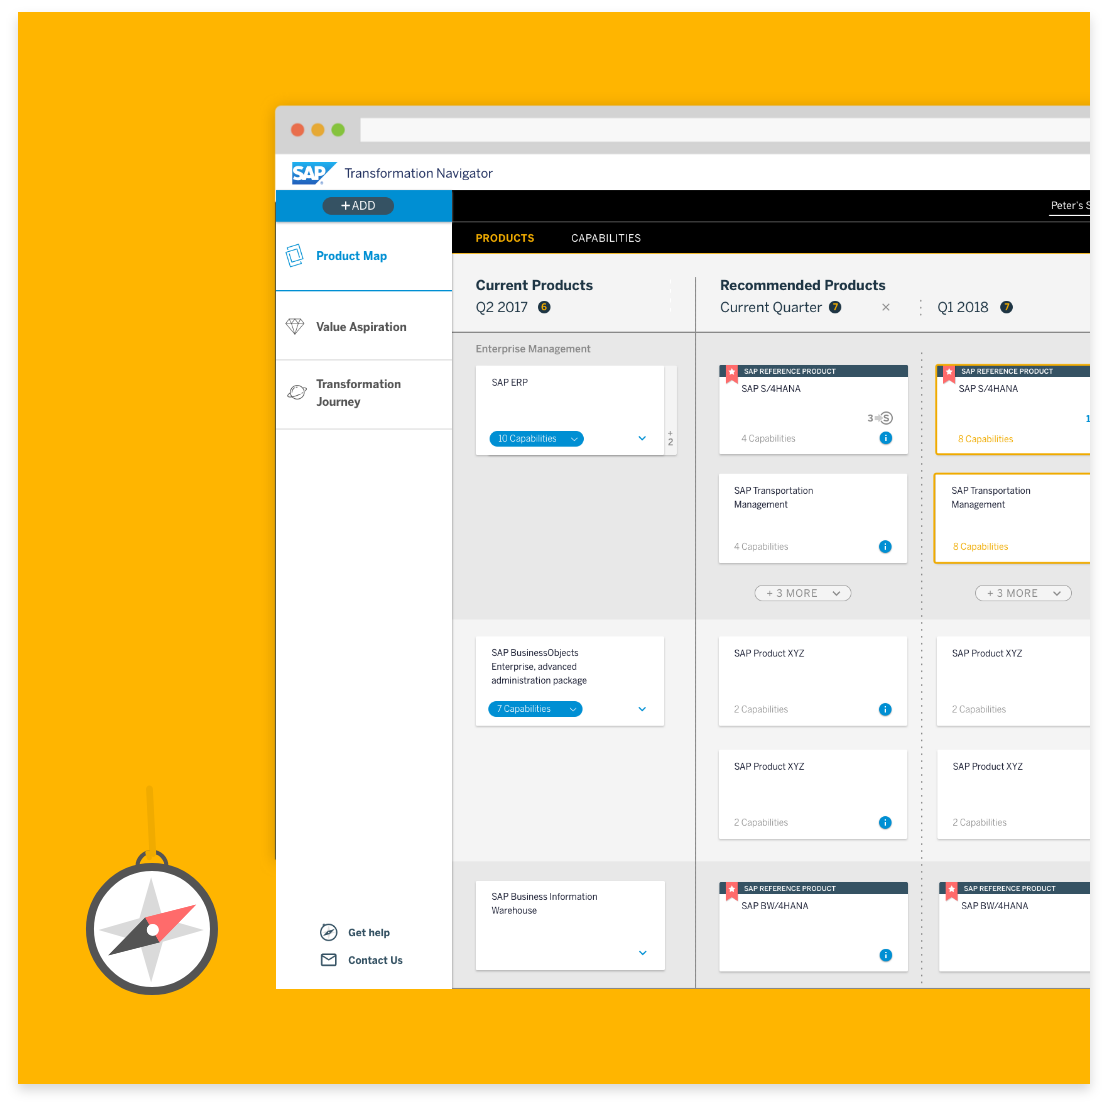 SAP
Transformation Navigator
+ADD
Peter's S
PRODUCTS
CAPABILITIES
Product Map
Value Aspiration
Transformation
Journey
Get help
Contact Us
Current Products
Q2 2017 6
Recommended Products
Current Quarter 7 ×
Q1 2018 7
Enterprise Management
SAP ERP
10 Capabilities
+
2
SAP REFERENCE PRODUCT
SAP S/4HANA
3 S
4 Capabilities i
SAP REFERENCE PRODUCT
SAP S/4HANA
1
8 Capabilities
SAP Transportation
Management
4 Capabilities i
SAP Transportation
Management
8 Capabilities
+ 3 MORE
+ 3 MORE
SAP BusinessObjects
Enterprise, advanced
administration package
7 Capabilities
SAP Product XYZ
2 Capabilities i
SAP Product XYZ
2 Capabilities
SAP Product XYZ
2 Capabilities i
SAP Product XYZ
2 Capabilities
SAP Business Information
Warehouse
SAP REFERENCE PRODUCT
SAP BW/4HANA
i
SAP REFERENCE PRODUCT
SAP BW/4HANA